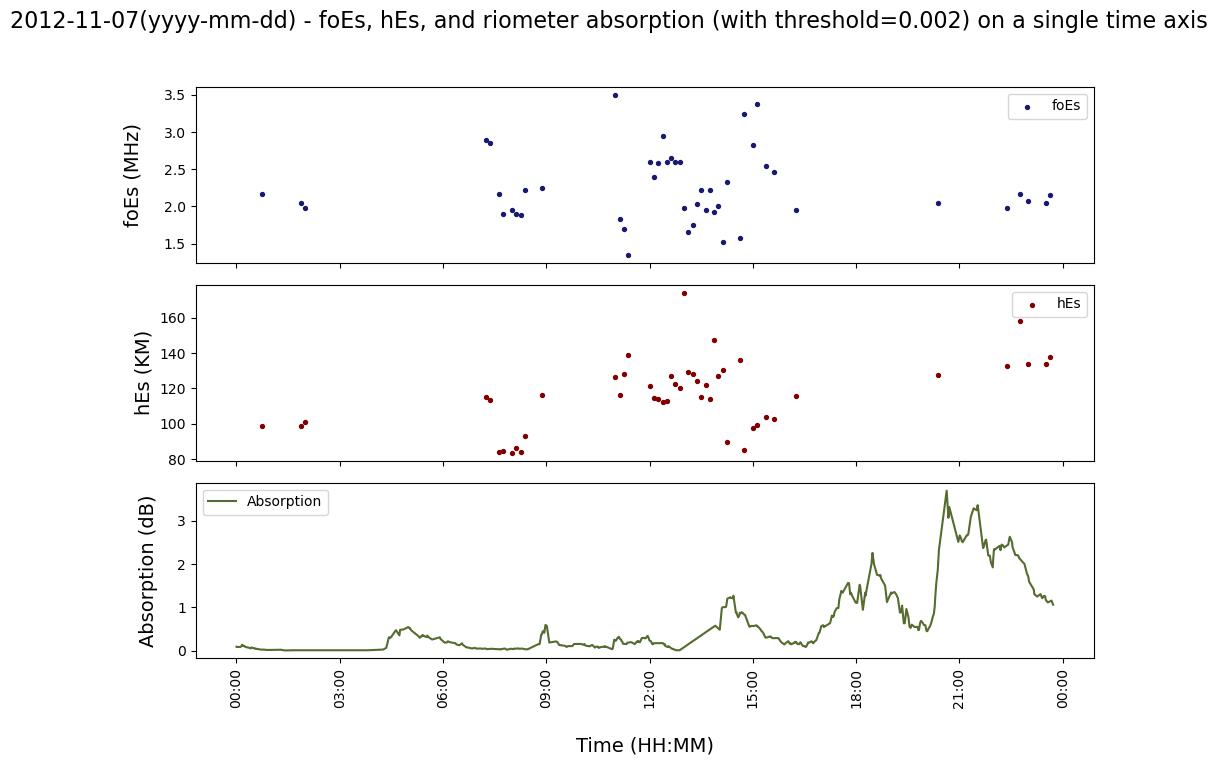 2012-11-07(yyyy-mm-dd) - foEs, hEs, and riometer absorption (with threshold=0.002) on a single time axis
foEs (MHz)
3.5
3.0
2.5
2.0
1.5
foEs
hEs (KM)
160
140
120
100
80
hEs
Absorption (dB)
3
2
1
0
Absorption
00:00 03:00 06:00 09:00 12:00 15:00 18:00 21:00 00:00
Time (HH:MM)